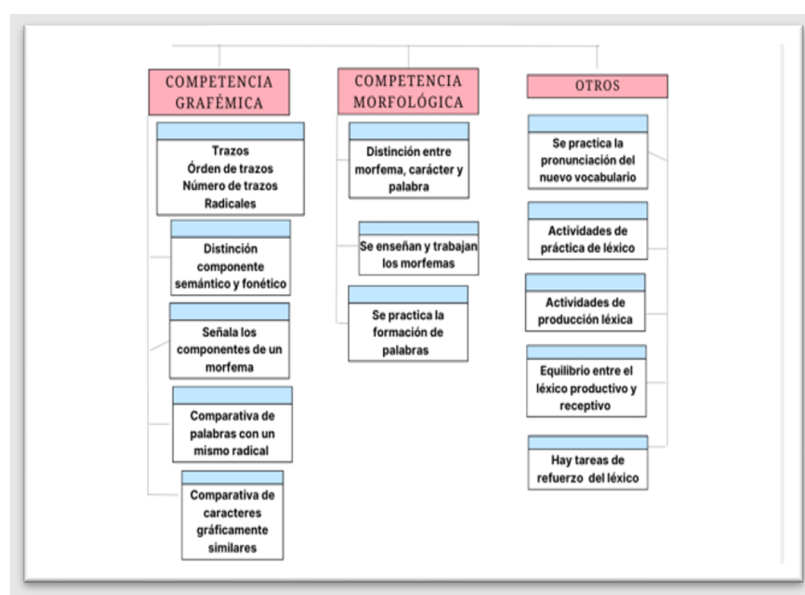 COMPETENCIA
GRAFÉMICA
Trazos
Órden de trazos
Número de trazos
Radicales
Distinción
componente
semántico y fonético
Señala los
componentes de un
morfema
Comparativa de
palabras con un
mismo radical
Comparativa de
caracteres
gráficamente
similares
COMPETENCIA
MORFOLÓGICA
Distinción entre
morfema, carácter y
palabra
Se enseñan y trabajan
los morfemas
Se practica la
formación de
palabras
OTROS
Se practica la
pronunciación del
nuevo vocabulario
Actividades de
práctica de léxico
Actividades de
producción léxica
Equilibrio entre el
léxico productivo y
receptivo
Hay tareas de
refuerzo del léxico